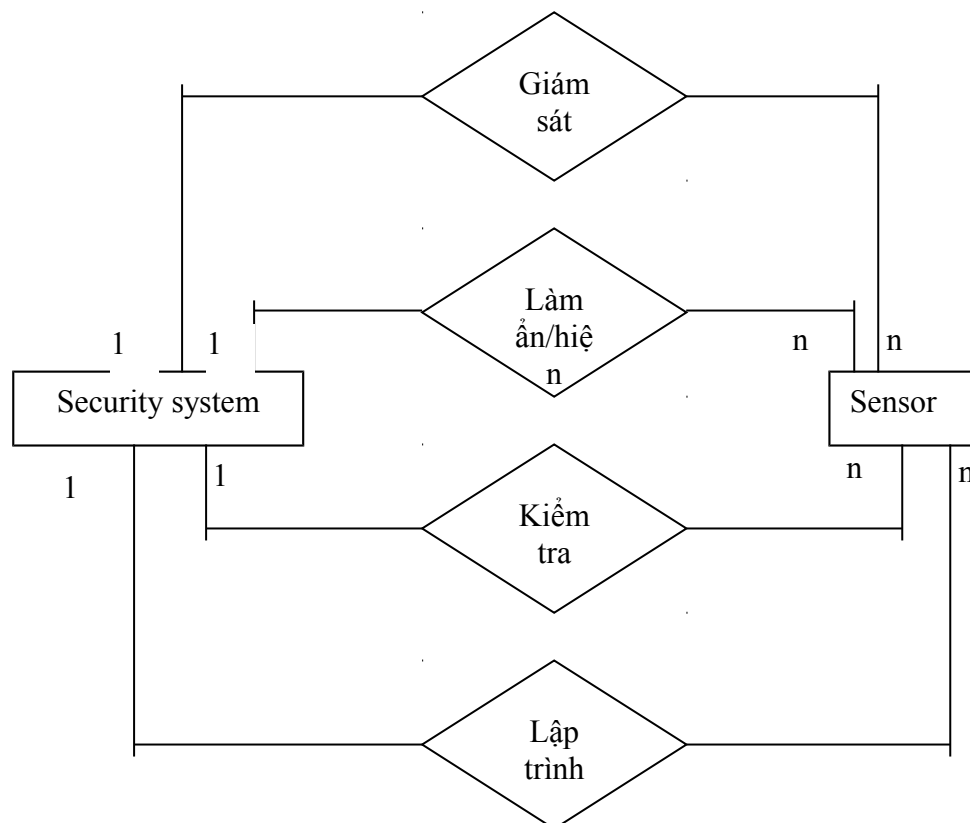 Giám
sát
Làm
ẩn/hiệ
n
1
1
n
n
Security system
Sensor
1
1
n
n
Kiểm
tra
Lập
trình